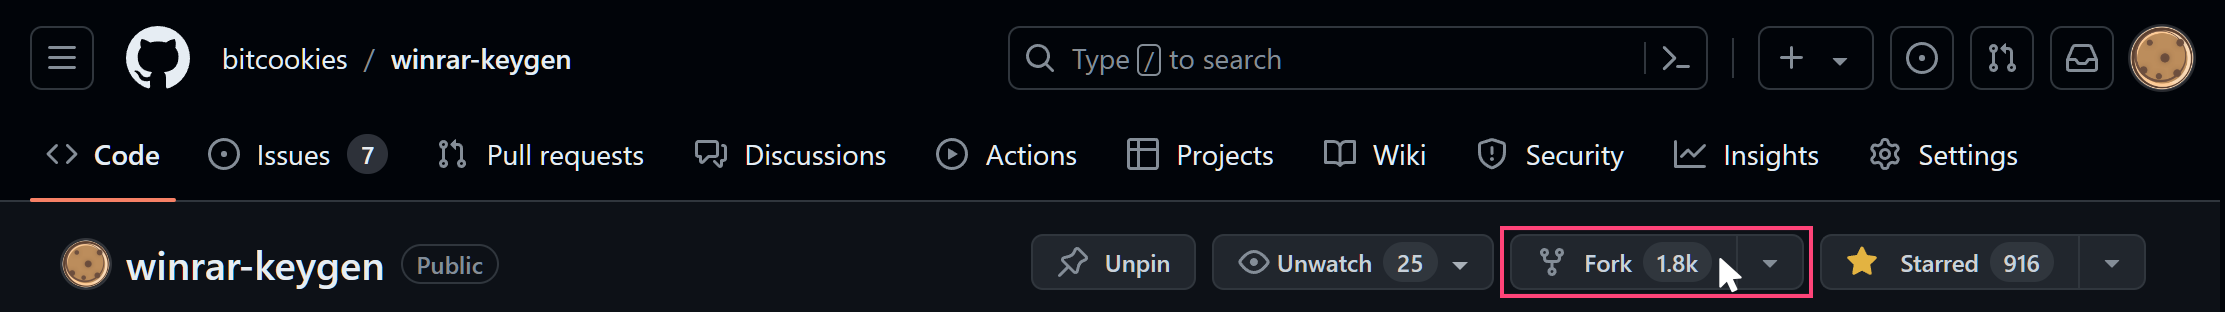 bitcookies / winrar-keygen Type / to search
Code Issues 7 Pull requests Discussions Actions Projects Wiki Security Insights Settings
winrar-keygen Public Unpin Unwatch 25 Fork 1.8k Starred 916